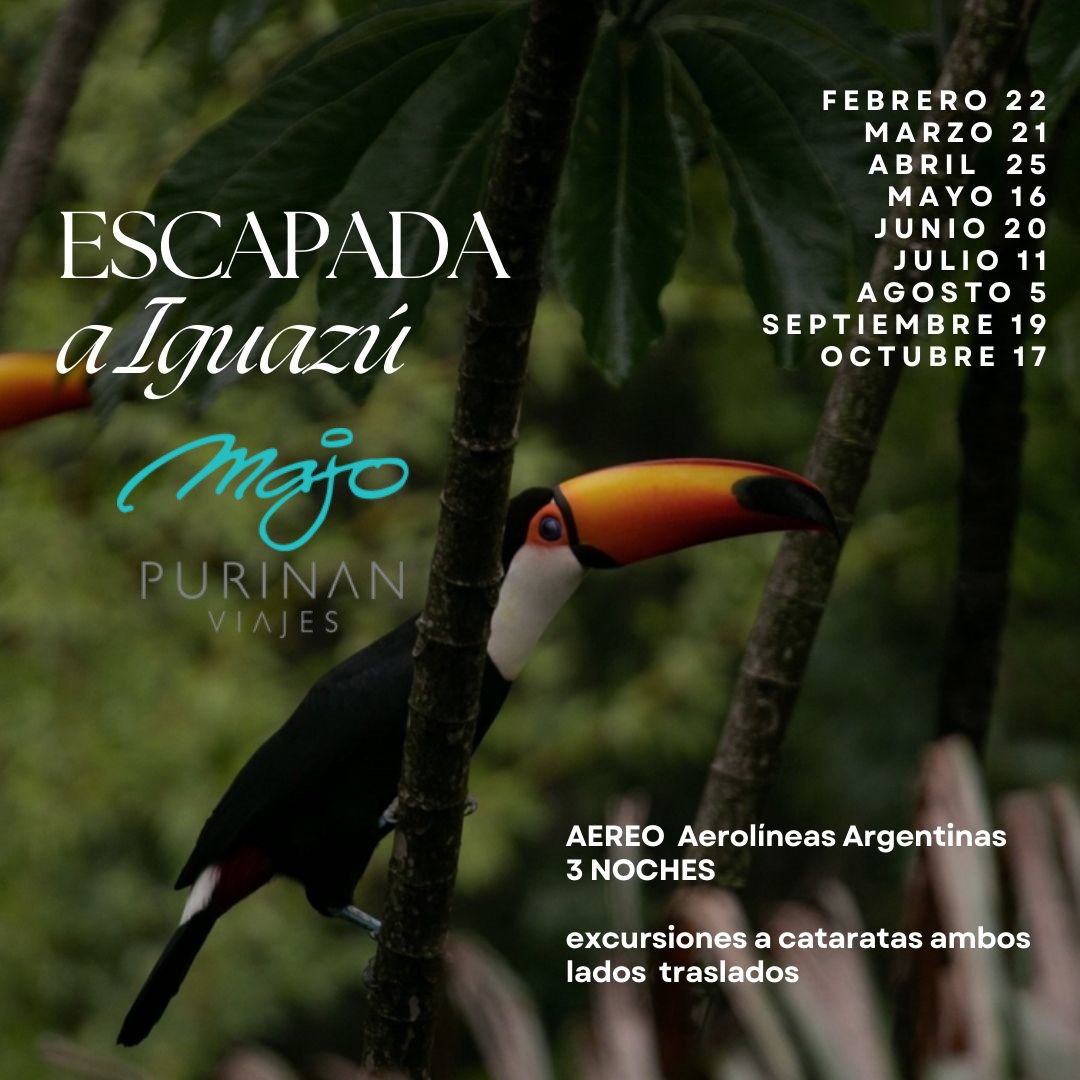 ESCAPADA
a Iguazú
majo
PURINAN
VIAJES
FEBRERO 22
MARZO 21
ABRIL 25
MAYO 16
JUNIO 20
JULIO 11
AGOSTO 5
SEPTIEMBRE 19
OCTUBRE 17
AEREO Aerolíneas Argentinas
3 NOCHES
excursiones a cataratas ambos
lados traslados